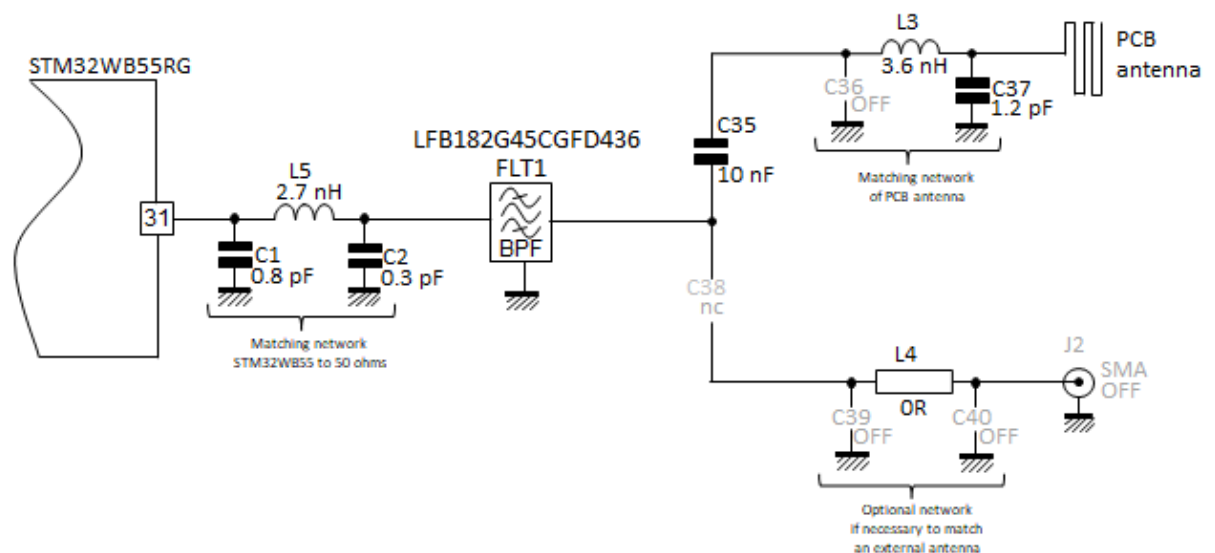 STM32WB55RG
31
L5
2.7 nH
C1
0.8 pF
C2
0.3 pF
Matching network
STM32WB55 to 50 ohms
LFB182G45CGFD436
FLT1
BPF
C35
10 nF
C36
OFF
L3
3.6 nH
C37
1.2 pF
PCB
antenna
Matching network
of PCB antenna
C38
nc
C39
OFF
L4
0R
C40
OFF
J2
SMA
OFF
Optional network
if necessary to match
an external antenna